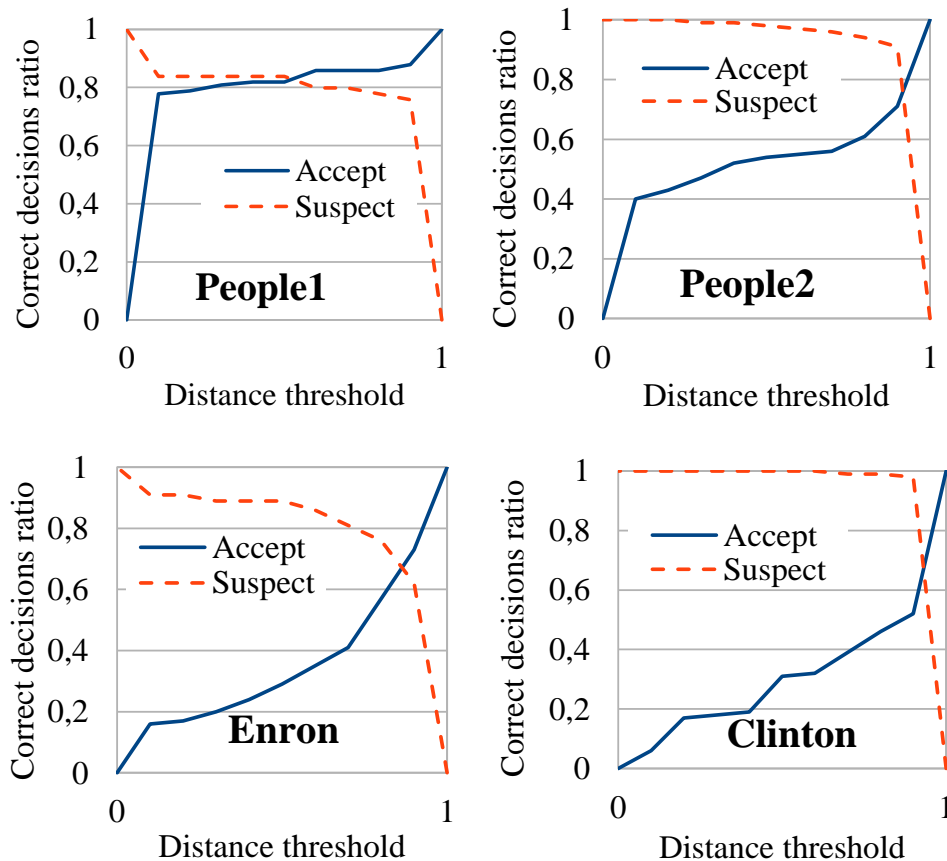 Correct decisions ratio
1
0,8
0,6
0,4
0,2
0
Accept
Suspect
People1
0
1
Distance threshold
Correct decisions ratio
1
0,8
0,6
0,4
0,2
0
Accept
Suspect
People2
0
1
Distance threshold
Correct decisions ratio
1
0,8
0,6
0,4
0,2
0
Accept
Suspect
Enron
0
1
Distance threshold
Correct decisions ratio
1
0,8
0,6
0,4
0,2
0
Accept
Suspect
Clinton
0
1
Distance threshold